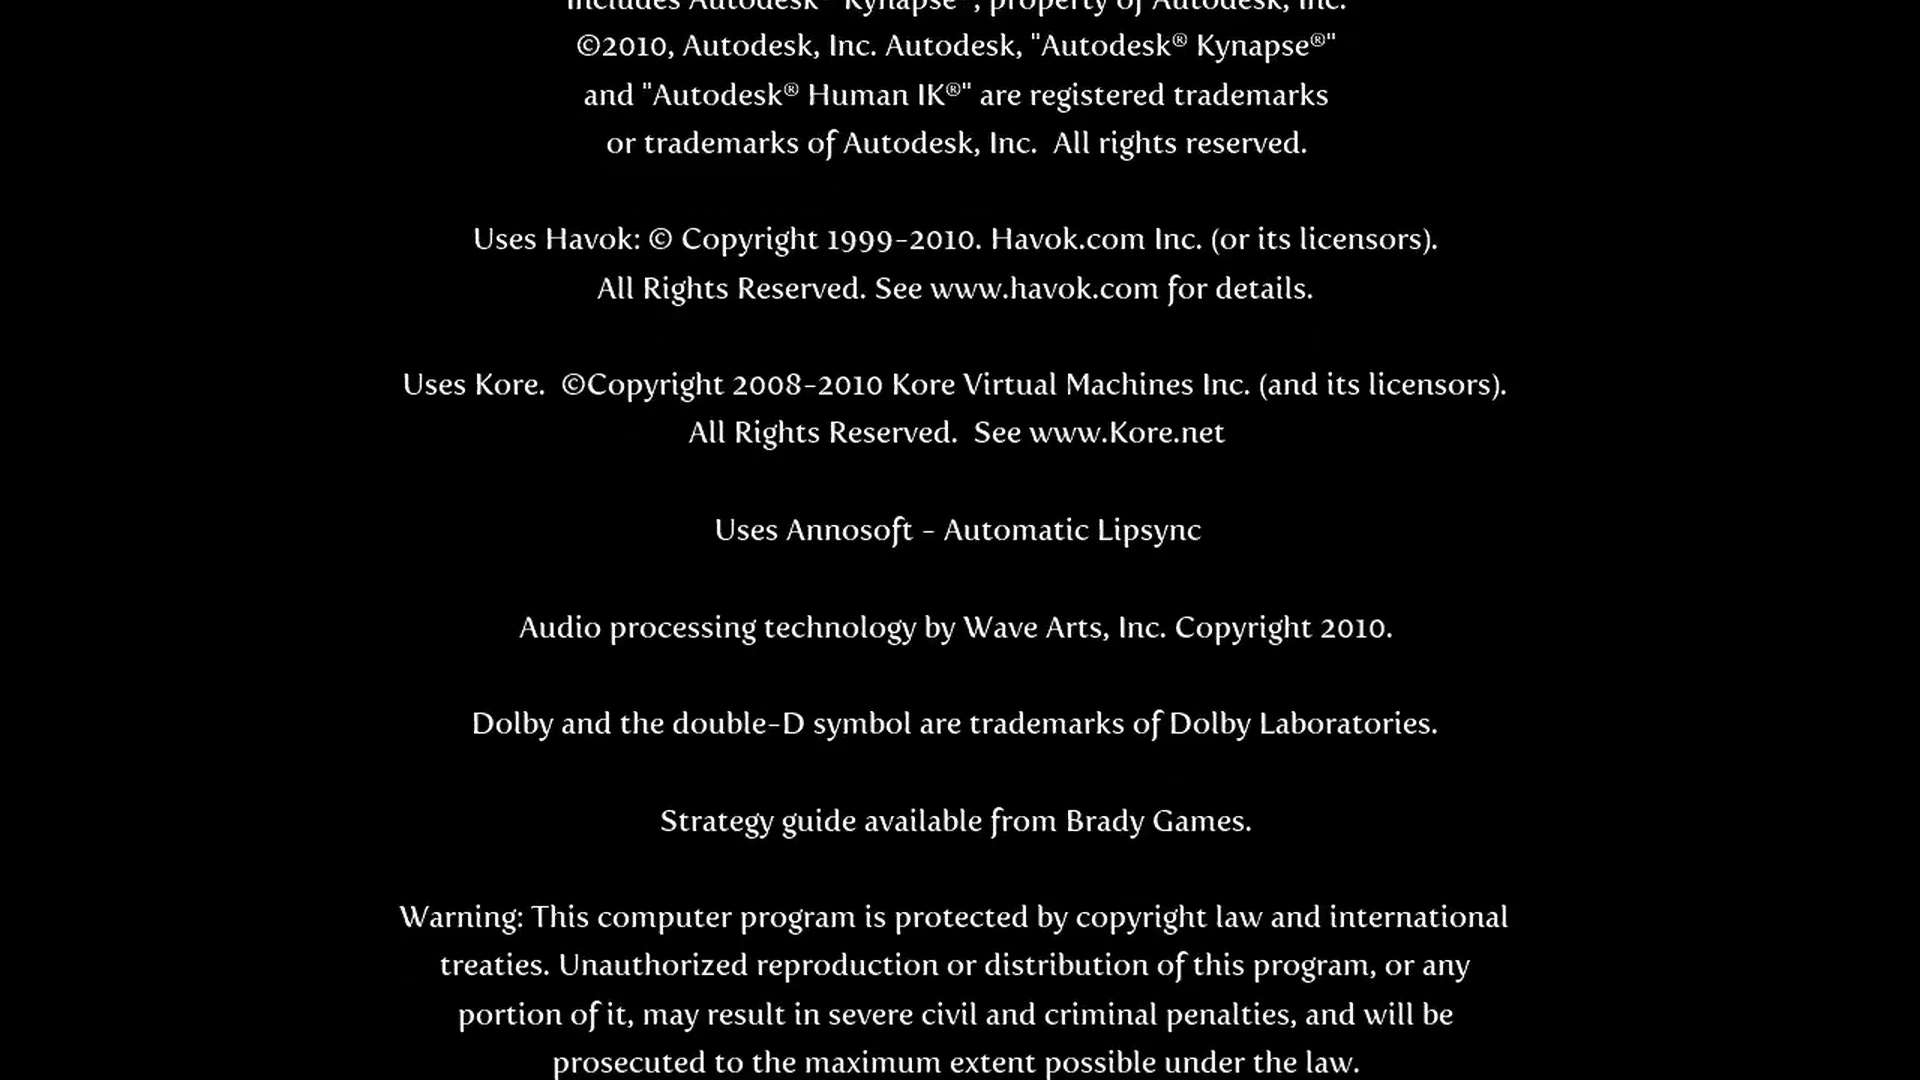 Includes Autodesk® Kynapse®, property of Autodesk, Inc.
©2010, Autodesk, Inc. Autodesk, "Autodesk® Kynapse®"
and "Autodesk® Human IK®" are registered trademarks
or trademarks of Autodesk, Inc.  All rights reserved.
Uses Havok: © Copyright 1999-2010. Havok.com Inc. (or its licensors).
All Rights Reserved. See www.havok.com for details.
Uses Kore.  ©Copyright 2008-2010 Kore Virtual Machines Inc. (and its licensors).
All Rights Reserved.  See www.Kore.net
Uses Annosoft - Automatic Lipsync
Audio processing technology by Wave Arts, Inc. Copyright 2010.
Dolby and the double-D symbol are trademarks of Dolby Laboratories.
Strategy guide available from Brady Games.
Warning: This computer program is protected by copyright law and international
treaties. Unauthorized reproduction or distribution of this program, or any
portion of it, may result in severe civil and criminal penalties, and will be
prosecuted to the maximum extent possible under the law.